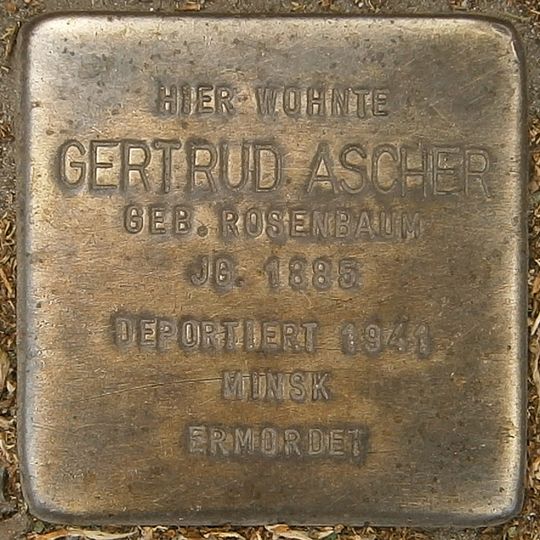 HIER WOHNTE
GERTRUD ASCHER
GEB. ROSENBAUM
JG. 1885
DEPORTIERT 1941
MINSK
ERMORDET